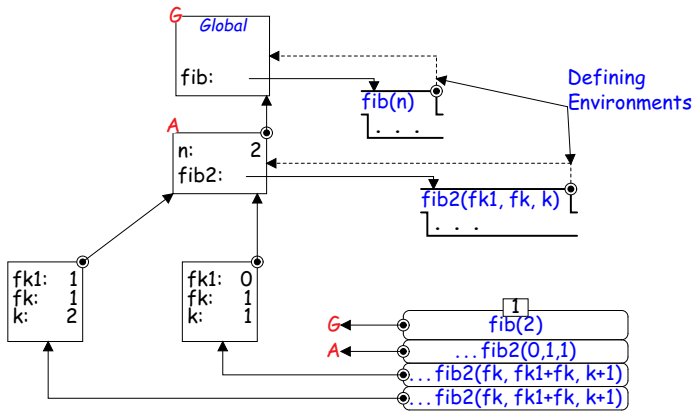 G
Global
fib:
fib(n)
. . .
Defining
Environments
A
n: 2
fib2:
fib2(fk1, fk, k)
. . .
fk1: 1
fk: 1
k: 2
fk1: 0
fk: 1
k: 1
1
G
fib(2)
A
...fib2(0,1,1)
...fib2(fk, fk1+fk, k+1)
...fib2(fk, fk1+fk, k+1)